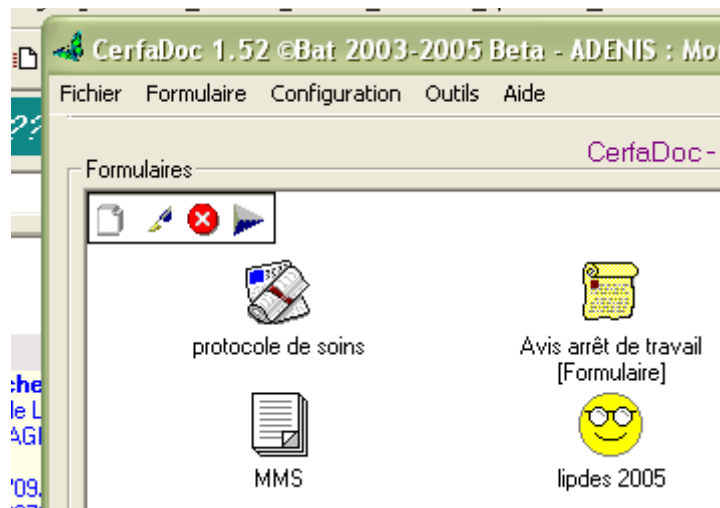 CerfaDoc 1.52 ©Bat 2003-2005 Beta - ADENIS :
Fichier Formulaire Configuration Outils Aide
??
CerfaDoc -
Formulaires
protocole de soins
Avis arrêt de travail
[Formulaire]
MMS
lipdes 2005